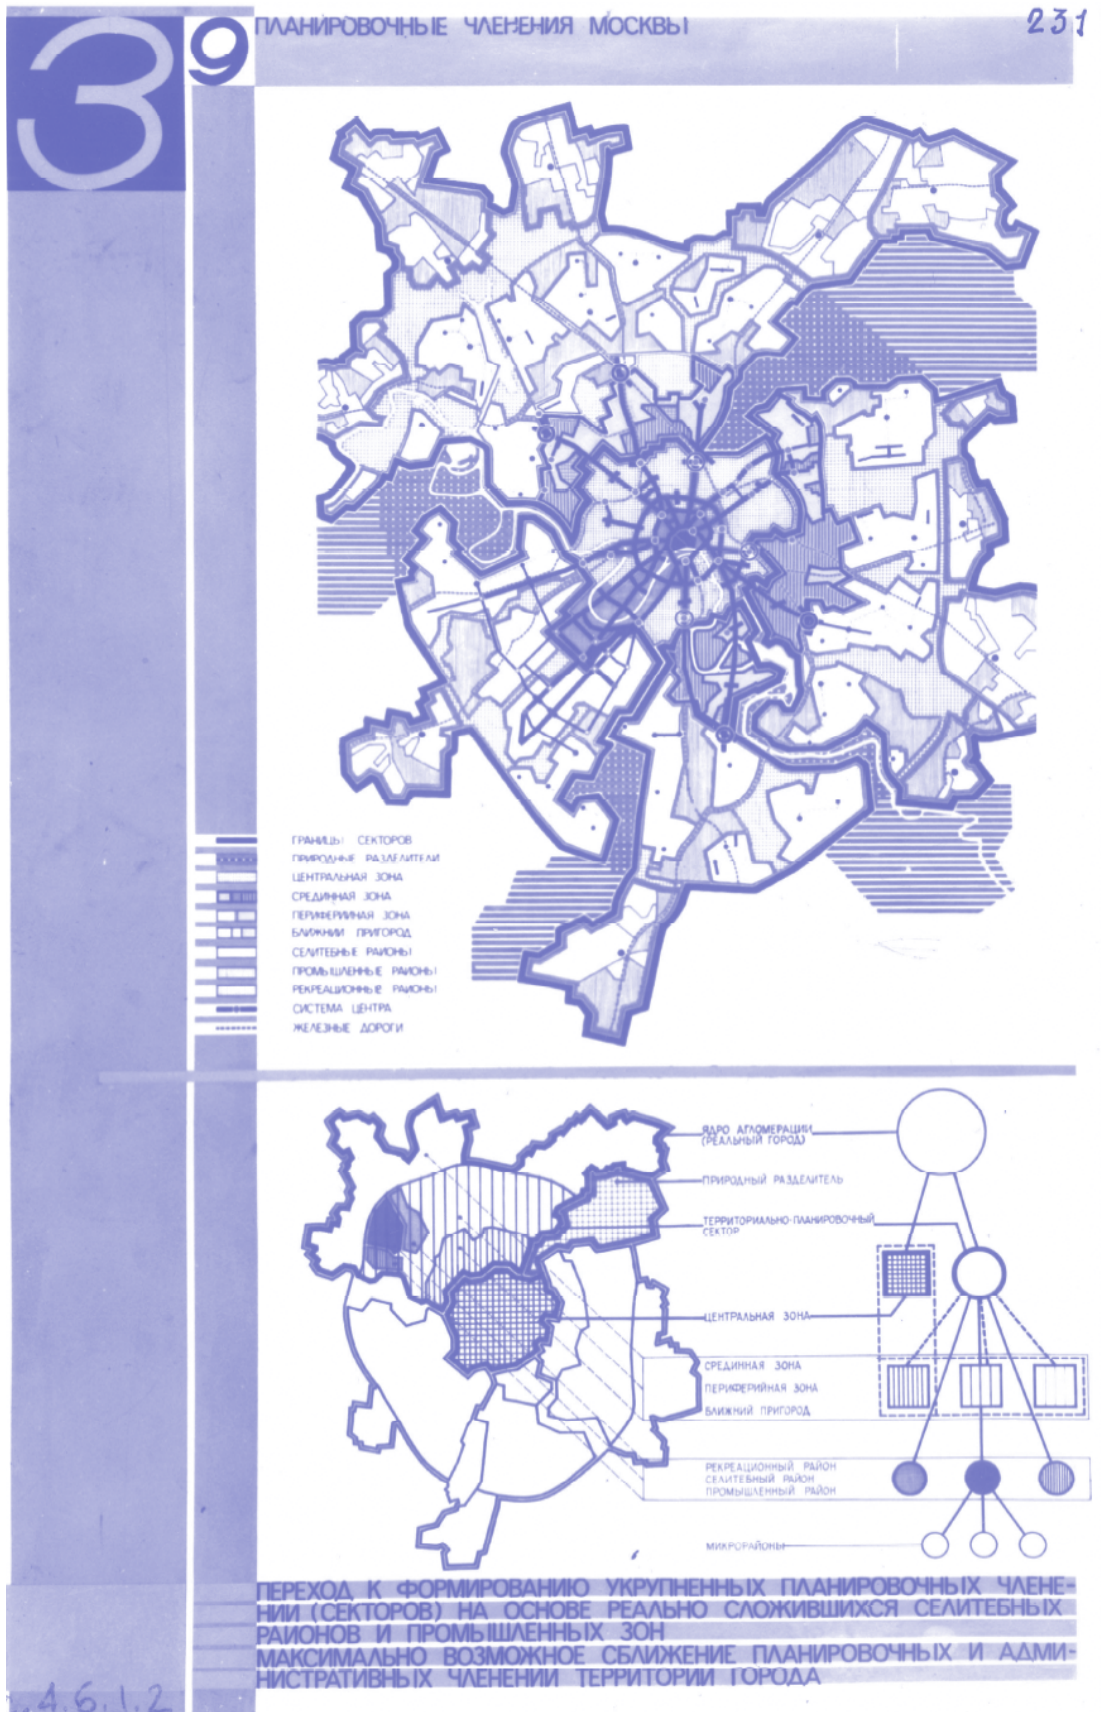 3
9
ПЛАНИРОВОЧНЫЕ ЧЛЕНЕНИЯ МОСКВЫ
231
ГРАНИЦЫ СЕКТОРОВ
ПРИРОДНЫЕ РАЗДЕЛИТЕЛИ
ЦЕНТРАЛЬНАЯ ЗОНА
СРЕДИННАЯ ЗОНА
ПЕРИФЕРИЙНАЯ ЗОНА
БЛИЖНИЙ ПРИГОРОД
СЕЛИТЕБНЫЕ РАЙОНЫ
ПРОМЫШЛЕННЫЕ РАЙОНЫ
РЕКРЕАЦИОННЫЕ РАЙОНЫ
СИСТЕМА ЦЕНТРА
ЖЕЛЕЗНЫЕ ДОРОГИ
ЯДРО АГЛОМЕРАЦИИ
(РЕАЛЬНЫЙ ГОРОД)
ПРИРОДНЫЙ РАЗДЕЛИТЕЛЬ
ТЕРРИТОРИАЛЬНО-ПЛАНИРОВОЧНЫЙ
СЕКТОР
ЦЕНТРАЛЬНАЯ ЗОНА
СРЕДИННАЯ ЗОНА
ПЕРИФЕРИЙНАЯ ЗОНА
БЛИЖНИЙ ПРИГОРОД
РЕКРЕАЦИОННЫЙ РАЙОН
СЕЛИТЕБНЫЙ РАЙОН
ПРОМЫШЛЕННЫЙ РАЙОН
МИКРОРАЙОНЫ
ПЕРЕХОД К ФОРМИРОВАНИЮ УКРУПНЕННЫХ ПЛАНИРОВОЧНЫХ ЧЛЕНЕ-
НИЙ (СЕКТОРОВ) НА ОСНОВЕ РЕАЛЬНО СЛОЖИВШИХСЯ СЕЛИТЕБНЫХ
РАЙОНОВ И ПРОМЫШЛЕННЫХ ЗОН
МАКСИМАЛЬНО ВОЗМОЖНОЕ СБЛИЖЕНИЕ ПЛАНИРОВОЧНЫХ И АДМИ-
НИСТРАТИВНЫХ ЧЛЕНЕНИЙ ТЕРРИТОРИИ ГОРОДА
4.6.1.2